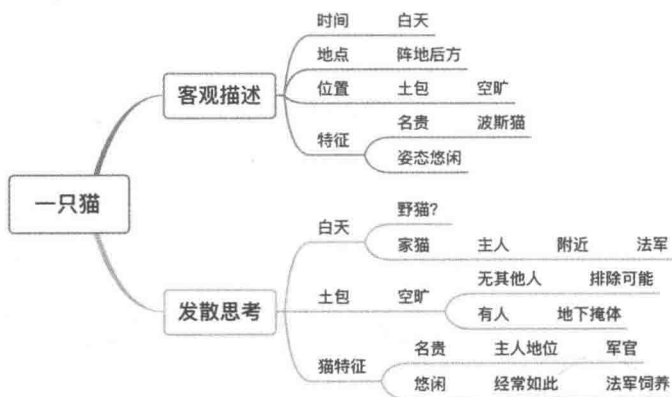 一只猫
客观描述
时间 白天
地点 阵地后方
位置 土包 空旷
特征
名贵 波斯猫
姿态悠闲
发散思考
白天
野猫?
家猫 主人 附近 法军
土包 空旷
无其他人 排除可能
有人 地下掩体
猫特征
名贵 主人地位 军官
悠闲 经常如此 法军饲养